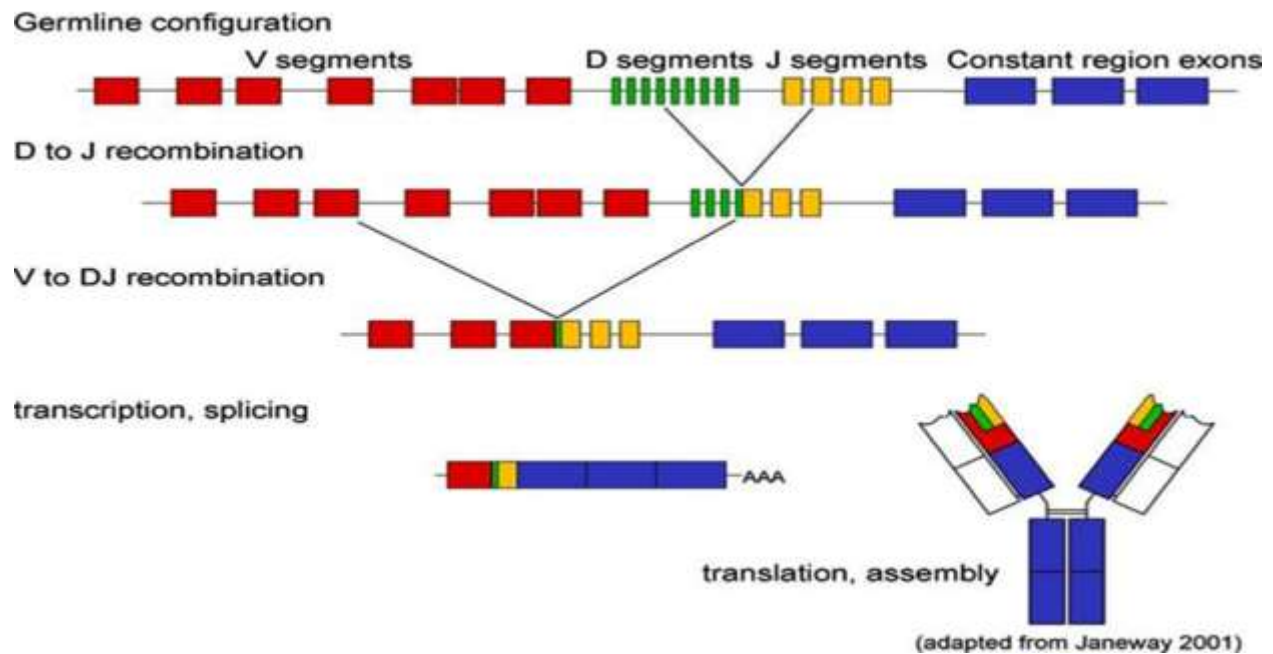 Germline configuration
V segments D segments J segments Constant region exons
D to J recombination
V to DJ recombination
transcription, splicing
AAA
translation, assembly
(adapted from Janeway 2001)